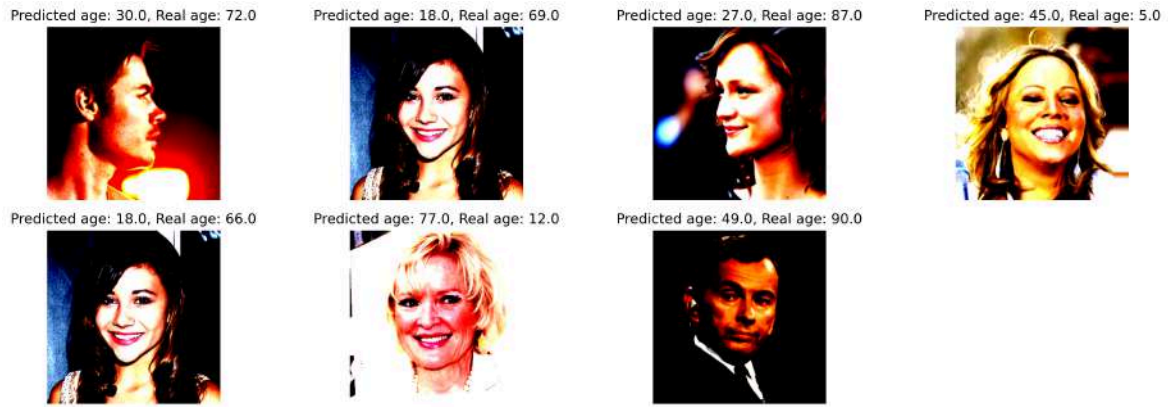 Predicted age: 30.0, Real age: 72.0
Predicted age: 18.0, Real age: 69.0
Predicted age: 27.0, Real age: 87.0
Predicted age: 45.0, Real age: 5.0
Predicted age: 18.0, Real age: 66.0
Predicted age: 77.0, Real age: 12.0
Predicted age: 49.0, Real age: 90.0